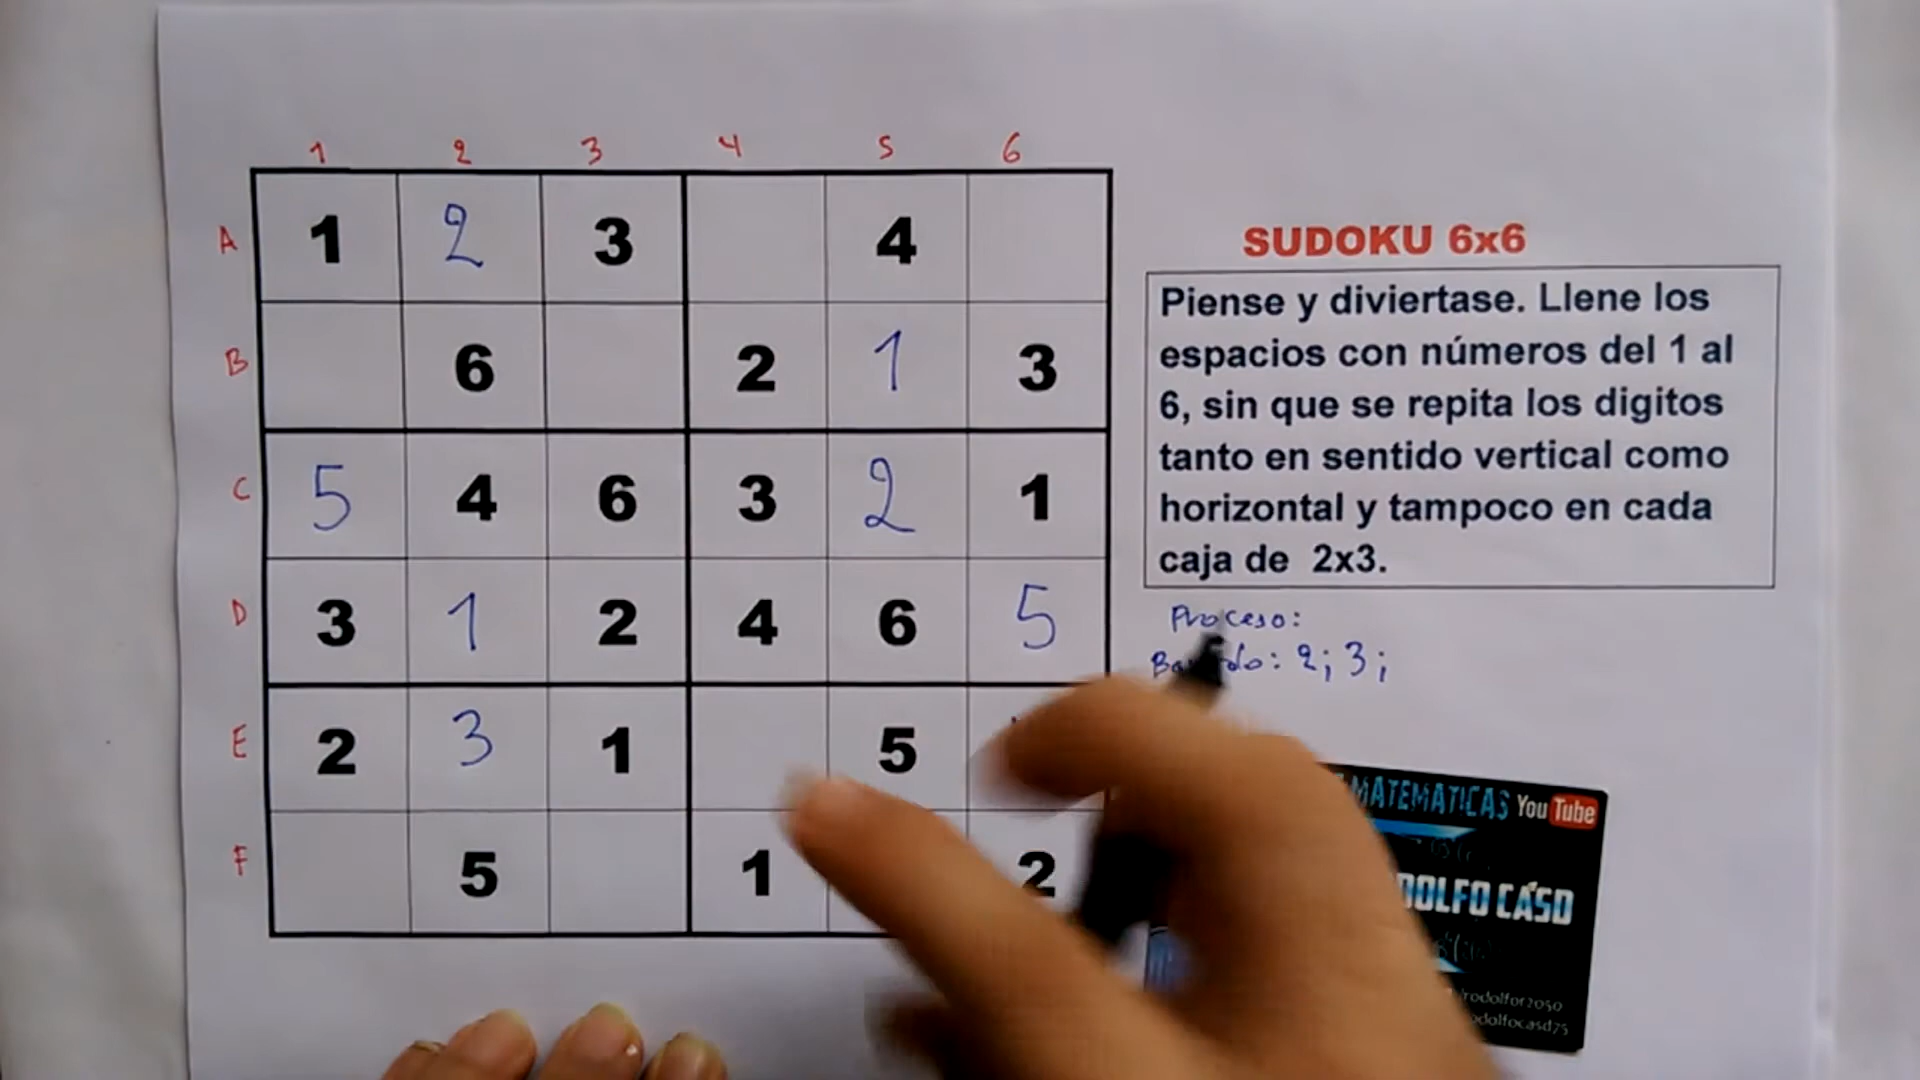 1 2 3 4 5 6
A 1 2 3 4
B 6 2 1 3
C 5 4 6 3 2 1
D 3 1 2 4 6 5
E 2 3 1 5
F 5 1 2
SUDOKU 6x6
Piense y diviertase. Llene los
espacios con números del 1 al
6, sin que se repita los digitos
tanto en sentido vertical como
horizontal y tampoco en cada
caja de 2x3.
Proceso:
: 2; 3;
MATEMATICAS YouTube